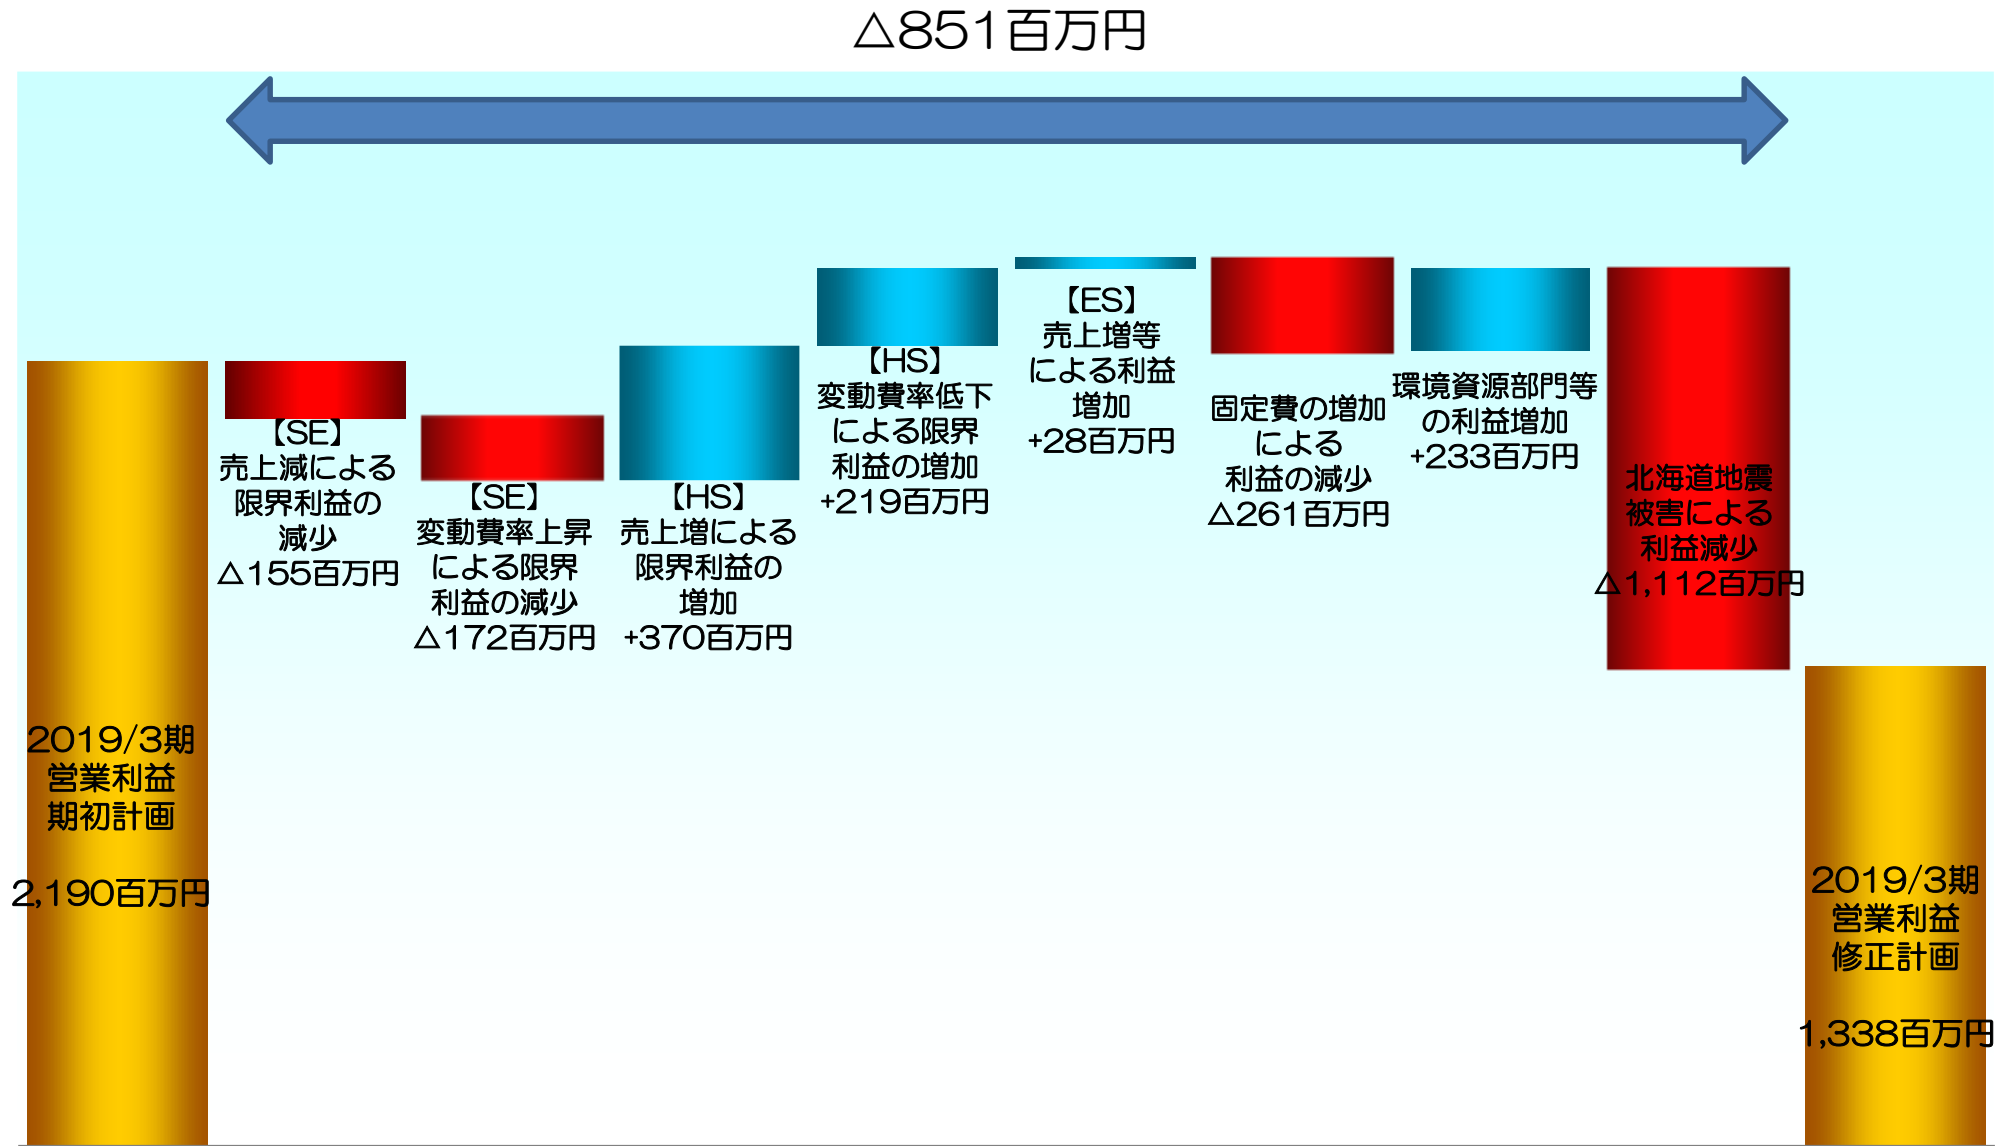 △851百万円
2019/3期
営業利益
期初計画
2,190百万円
【SE】
売上減による
限界利益の
減少
△155百万円
【SE】
変動費率上昇
による限界
利益の減少
△172百万円
【HS】
売上増による
限界利益の
増加
+370百万円
【HS】
変動費率低下
による限界
利益の増加
+219百万円
【ES】
売上増等
による利益
増加
+28百万円
固定費の増加
による
利益の減少
△261百万円
環境資源部門等
の利益増加
+233百万円
北海道地震
被害による
利益減少
△1,112百万円
2019/3期
営業利益
修正計画
1,338百万円